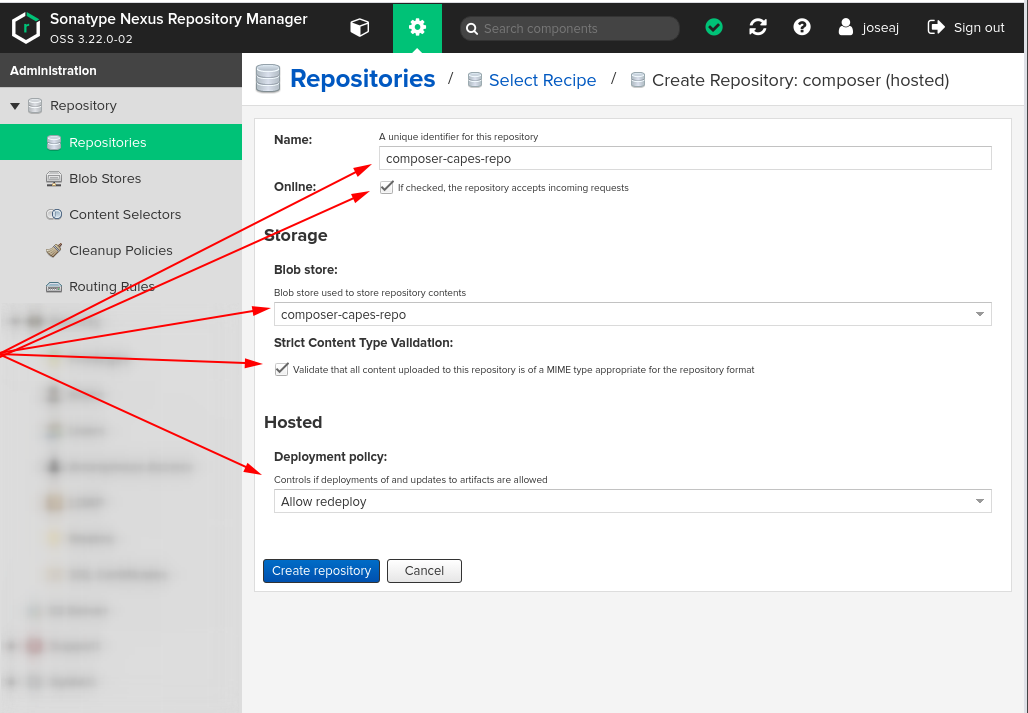 Sonatype Nexus Repository Manager
OSS 3.22.0-02
Search components
joseaj
Sign out
Administration
Repository
Repositories
Blob Stores
Content Selectors
Cleanup Policies
Routing Rules
Repositories / Select Recipe / Create Repository: composer (hosted)
Name:
A unique identifier for this repository
composer-capes-repo
Online:
If checked, the repository accepts incoming requests
Storage
Blob store:
Blob store used to store repository contents
composer-capes-repo
Strict Content Type Validation:
Validate that all content uploaded to this repository is of a MIME type appropriate for the repository format
Hosted
Deployment policy:
Controls if deployments of and updates to artifacts are allowed
Allow redeploy
Create repository
Cancel